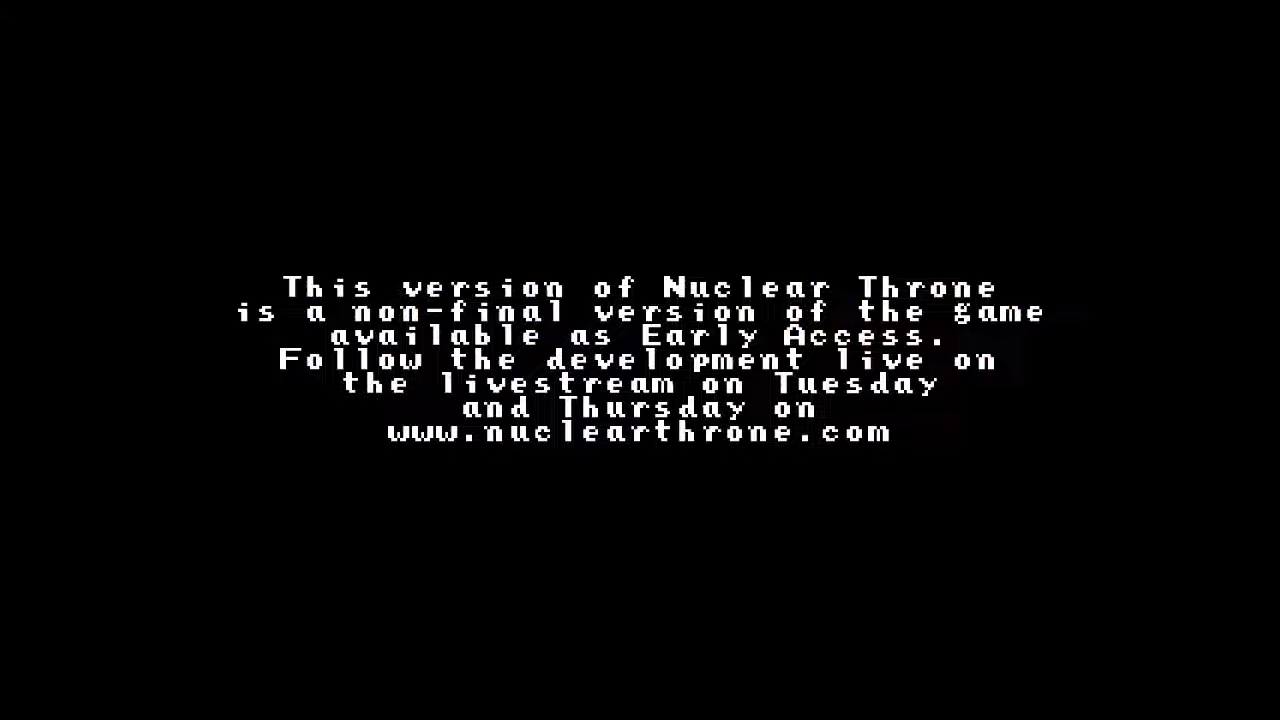 This version of Nuclear Throne
is a non-final version of the game
available as Early Access.
Follow the development live on
the livestream on Tuesday
and Thursday on
www.nuclearthrone.com